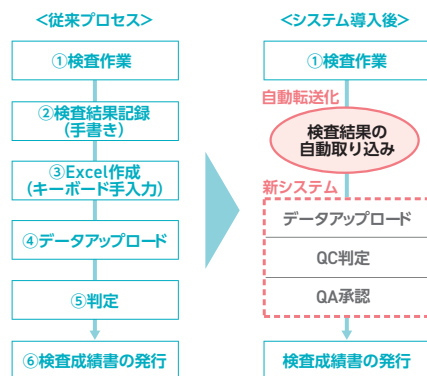 <従来プロセス>
①検査作業
②検査結果記録
(手書き)
③Excel作成
(キーボード手入力)
④データアップロード
⑤判定
⑥検査成績書の発行
<システム導入後>
①検査作業
自動転送化
検査結果の
自動取り込み
新システム
データアップロード
QC判定
QA承認
検査成績書の発行